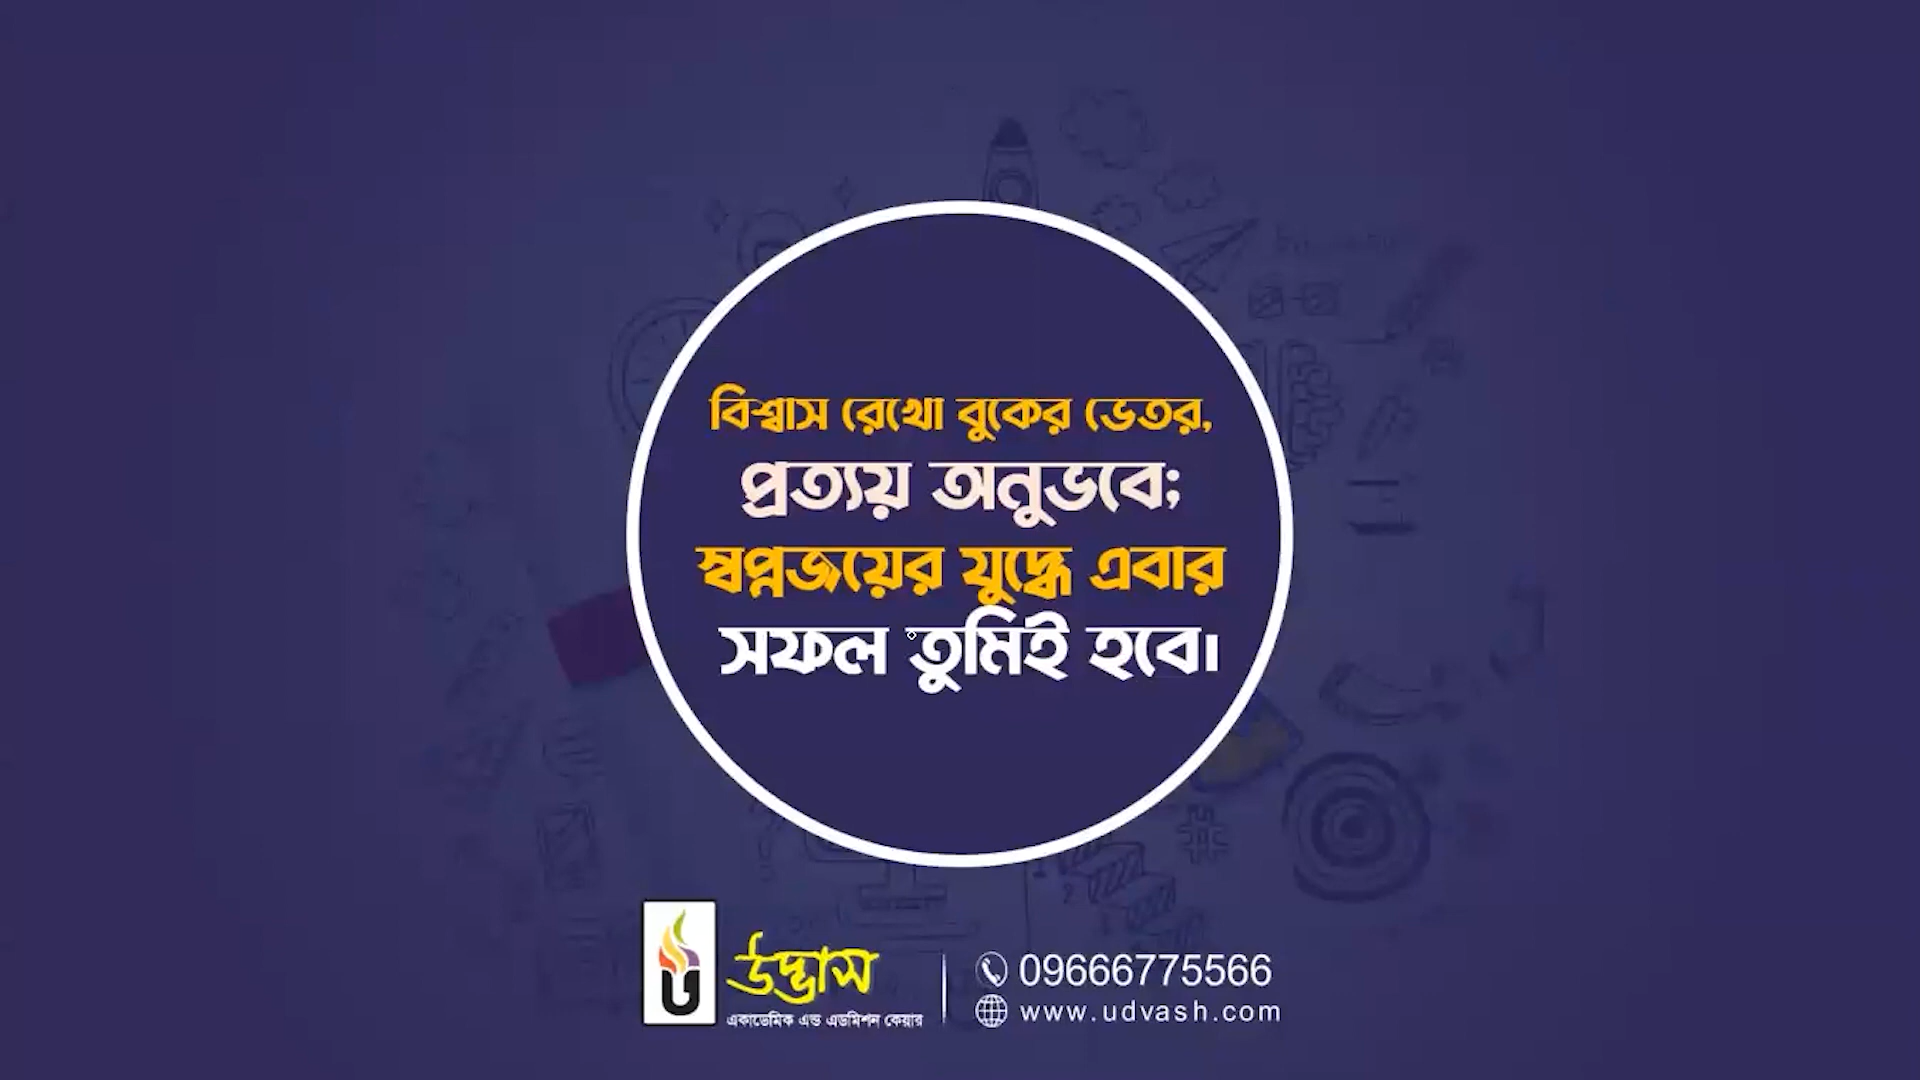 বিশ্বাস রেখো বুকের ভেতর,
প্রত্যয় অনুভবে;
স্বপ্নজয়ের যুদ্ধে এবার
সফল তুমিই হবে।
উদ্ভাস
একাডেমিক এন্ড এডমিশন কেয়ার
09666775566
www.udvash.com